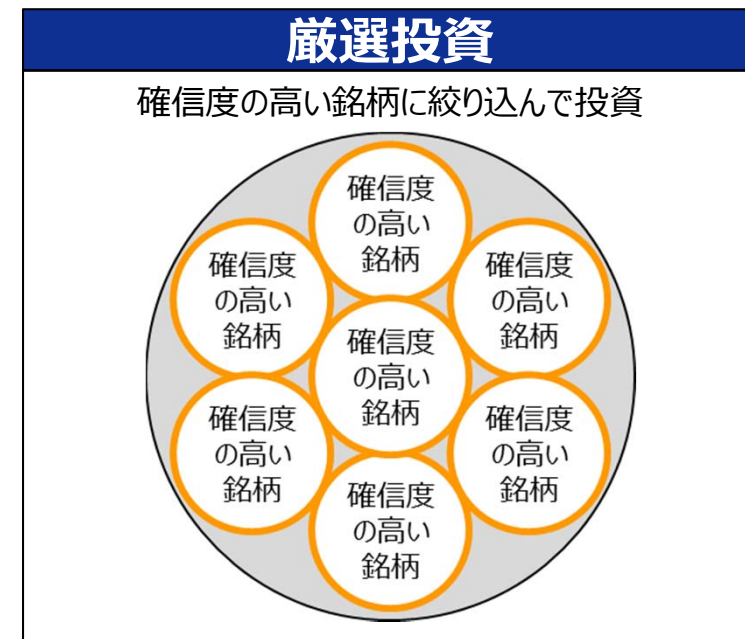 厳選投資
確信度の高い銘柄に絞り込んで投資
確信度
の高い
銘柄
確信度
の高い
銘柄
確信度
の高い
銘柄
確信度
の高い
銘柄
確信度
の高い
銘柄
確信度
の高い
銘柄
確信度
の高い
銘柄